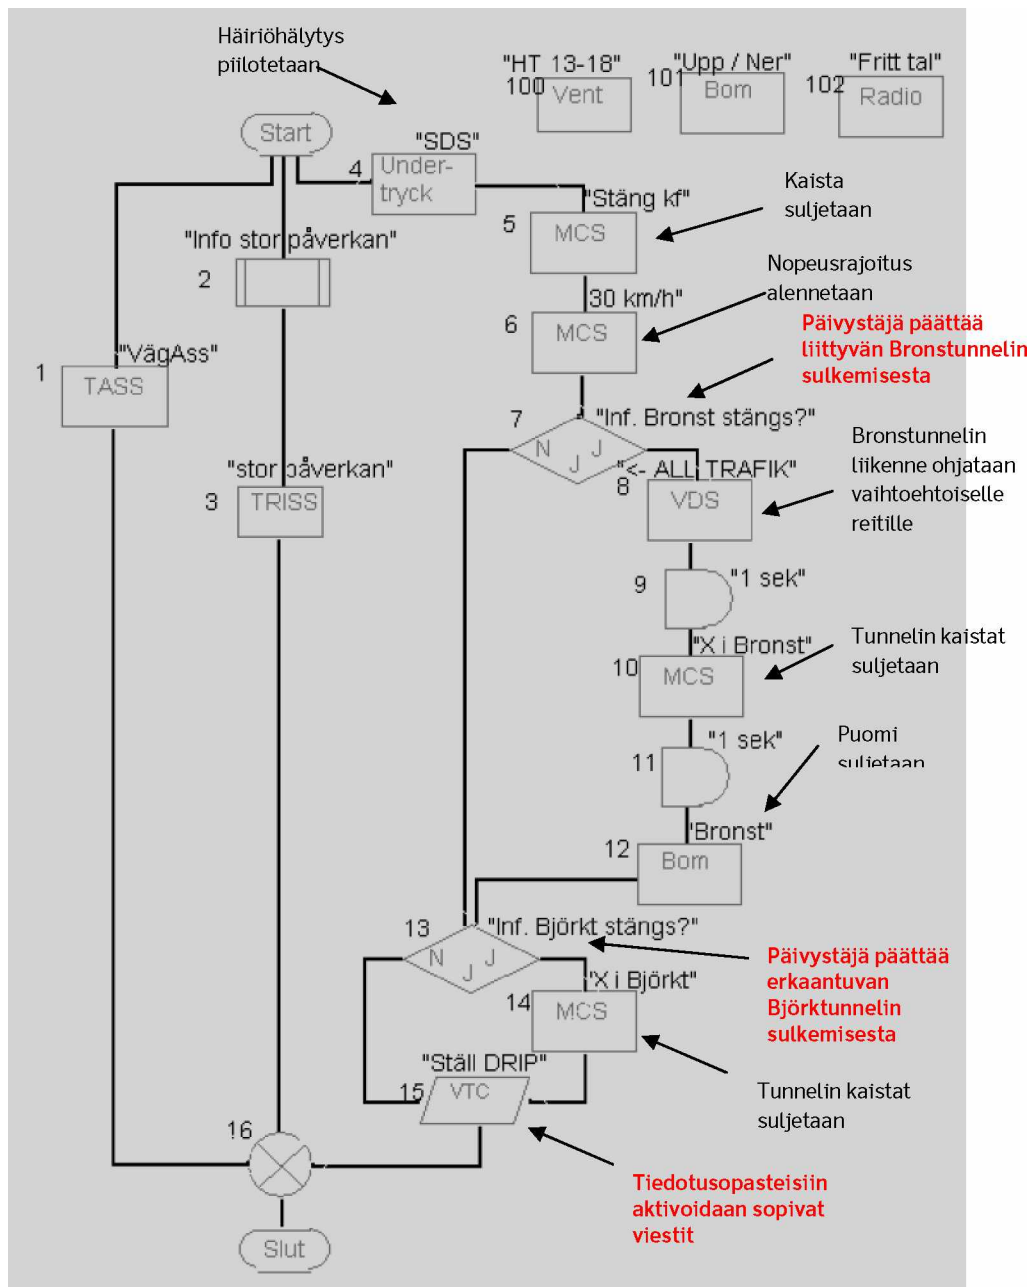 Häiriöhälytys
piilotetaan
"HT 13-18"
100
Vent
"Upp / Ner"
101
Bom
"Fritt tal"
102
Radio
Start
"SDS"
4
Under-
tryck
"Stäng kf"
5
MCS
Kaista
suljetaan
"Info stor påverkan"
2
30 km/h"
6
MCS
Nopeusrajoitus
alennetaan
Päivystäjä päättää
liittyvän Bronstunnelin
sulkemisesta
"VägAss"
1
TASS
7
"Inf. Bronst stängs?"
N
J
J
Bronstunnelin
liikenne ohjataan
vaihtoehtoiselle
reitille
"stor påverkan"
3
TRISS
"<- ALL TRAFIK"
8
VDS
9
"1 sek"
"X i Bronst"
10
MCS
Tunnelin kaistat
suljetaan
"1 sek"
11
Puomi
suljetaan
'Bronst"
12
Bom
13
"Inf. Björkt stängs?"
N
J
J
Päivystäjä päättää
erkaantuvan
Björktunnelin
sulkemisesta
"X i Björkt"
14
MCS
"Ställ DRIP"
15
VTC
Tunnelin kaistat
suljetaan
16
Tiedotusopasteisiin
aktivoidaan sopivat
viestit
Slut